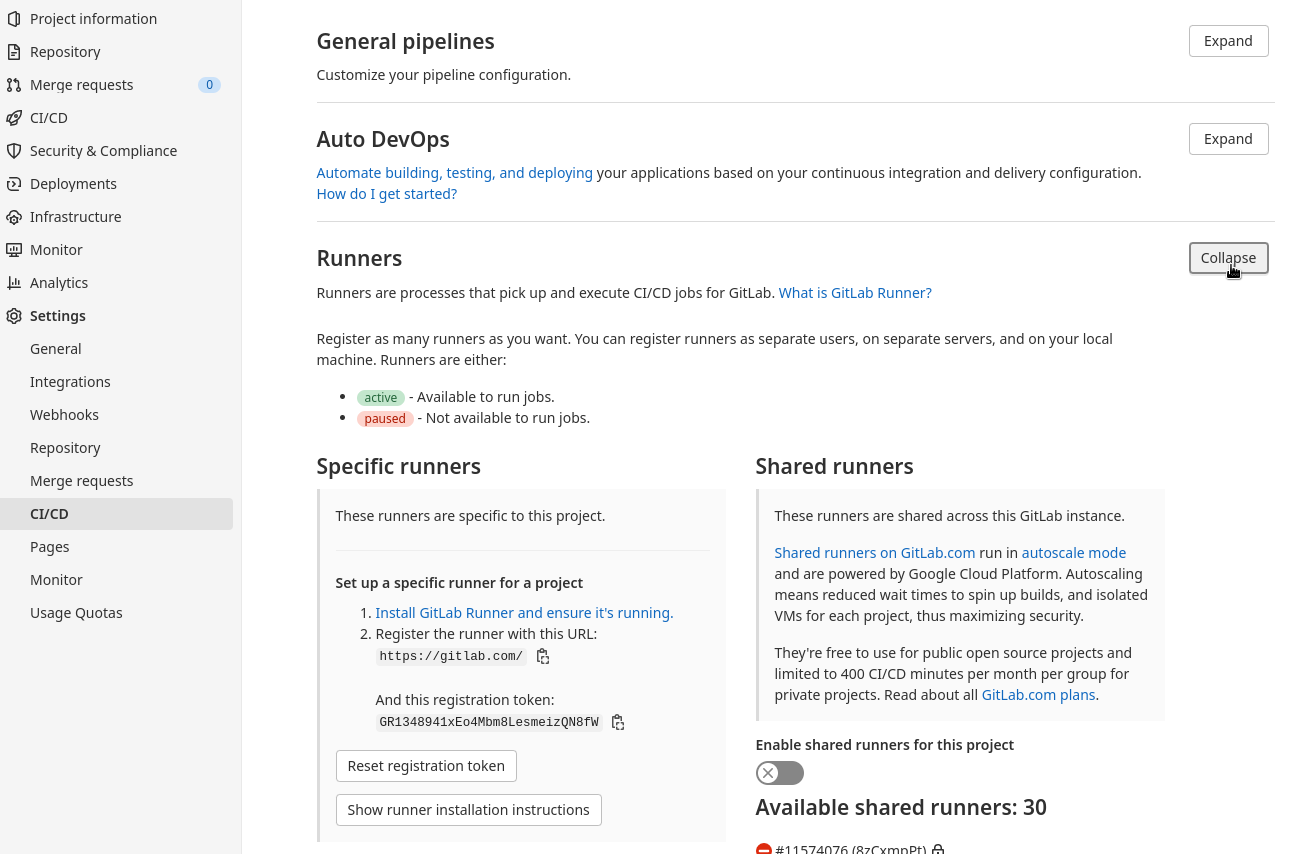 Project information
Repository
Merge requests 0
CI/CD
Security & Compliance
Deployments
Infrastructure
Monitor
Analytics
Settings
General
Integrations
Webhooks
Repository
Merge requests
CI/CD
Pages
Monitor
Usage Quotas
General pipelines
Expand
Customize your pipeline configuration.
Auto DevOps
Expand
Automate building, testing, and deploying your applications based on your continuous integration and delivery configuration.
How do I get started?
Runners
Collapse
Runners are processes that pick up and execute CI/CD jobs for GitLab. What is GitLab Runner?
Register as many runners as you want. You can register runners as separate users, on separate servers, and on your local
machine. Runners are either:
active - Available to run jobs.
paused - Not available to run jobs.
Specific runners
These runners are specific to this project.
Set up a specific runner for a project
1. Install GitLab Runner and ensure it's running.
2. Register the runner with this URL:
https://gitlab.com/
And this registration token:
GR1348941xEo4Mbm8LesmeizQN8fW
Reset registration token
Show runner installation instructions
Shared runners
These runners are shared across this GitLab instance.
Shared runners on GitLab.com run in autoscale mode
and are powered by Google Cloud Platform. Autoscaling
means reduced wait times to spin up builds, and isolated
VMs for each project, thus maximizing security.
They're free to use for public open source projects and
limited to 400 CI/CD minutes per month per group for
private projects. Read about all GitLab.com plans.
Enable shared runners for this project
Available shared runners: 30
#11574076 (8zCxmpPt)